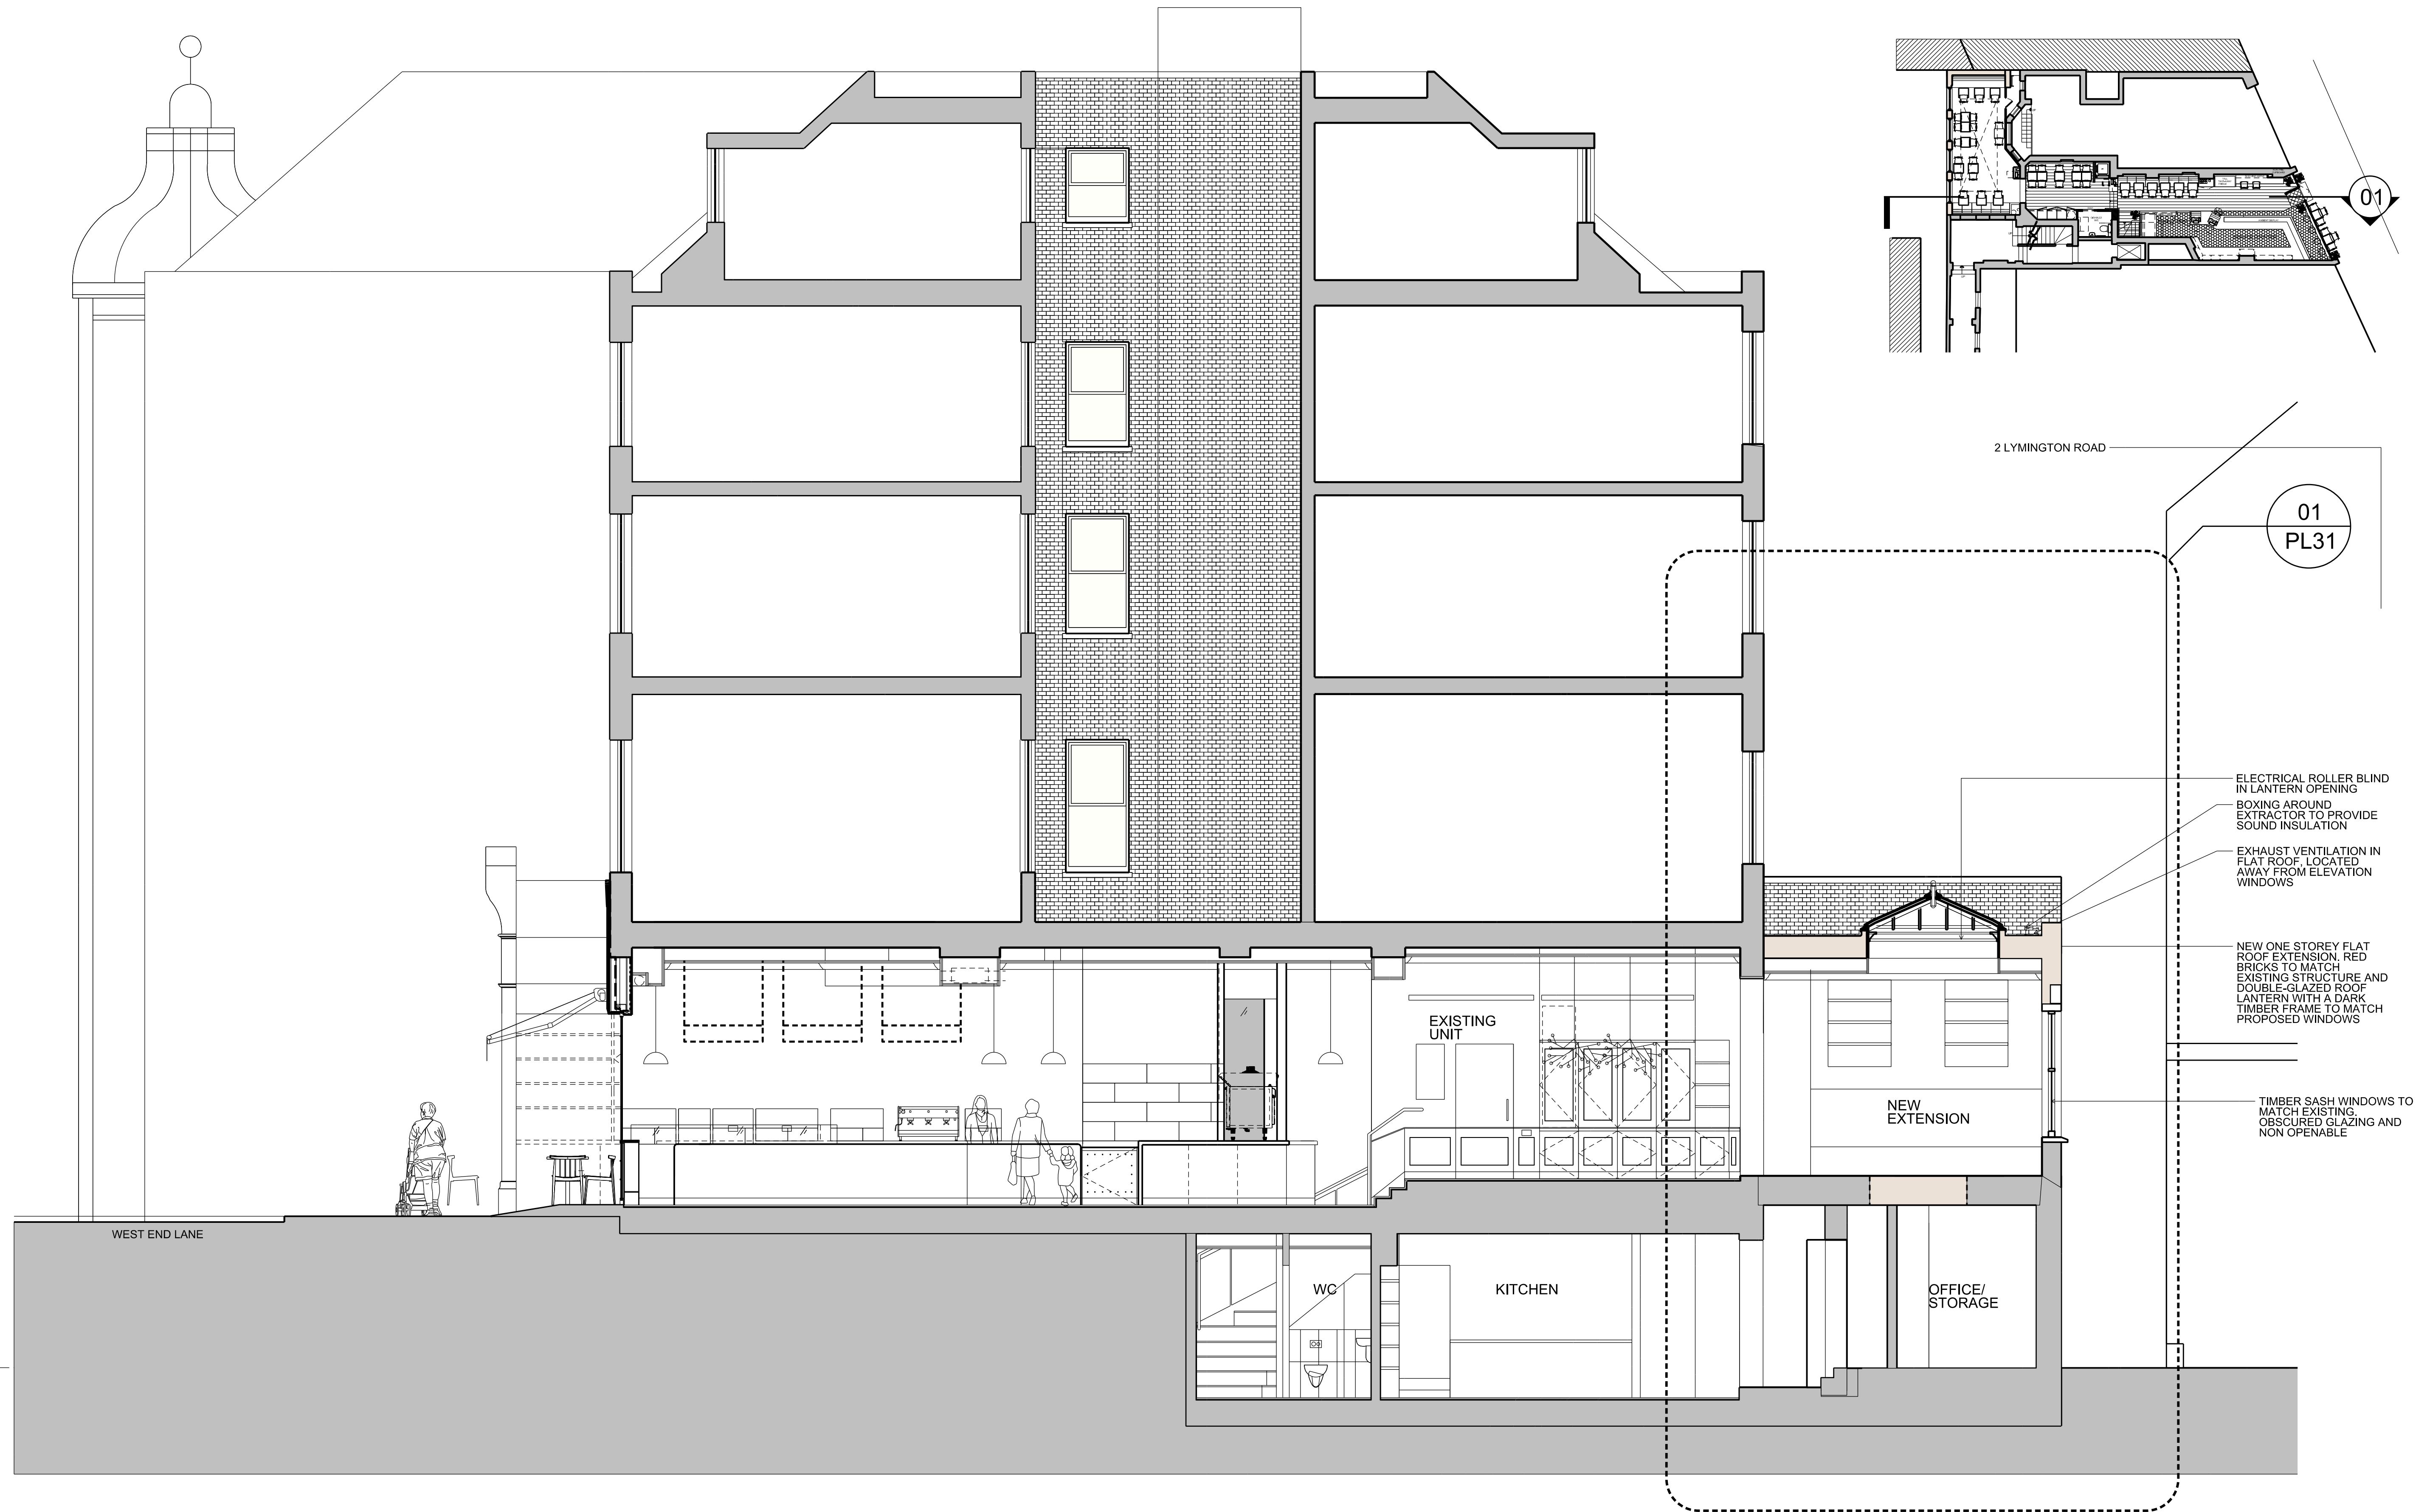 01
2 LYMINGTON ROAD
01
PL31
ELECTRICAL ROLLER BLIND
IN LANTERN OPENING
BOXING AROUND
EXTRACTOR TO PROVIDE
SOUND INSULATION
EXHAUST VENTILATION IN
FLAT ROOF, LOCATED
AWAY FROM ELEVATION
WINDOWS
NEW ONE STOREY FLAT
ROOF EXTENSION. RED
BRICKS TO MATCH
EXISTING STRUCTURE AND
DOUBLE-GLAZED ROOF
LANTERN WITH A DARK
TIMBER FRAME TO MATCH
PROPOSED WINDOWS
EXISTING
UNIT
NEW
EXTENSION
TIMBER SASH WINDOWS TO
MATCH EXISTING.
OBSCURED GLAZING AND
NON OPENABLE
WEST END LANE
WC
KITCHEN
OFFICE/
STORAGE